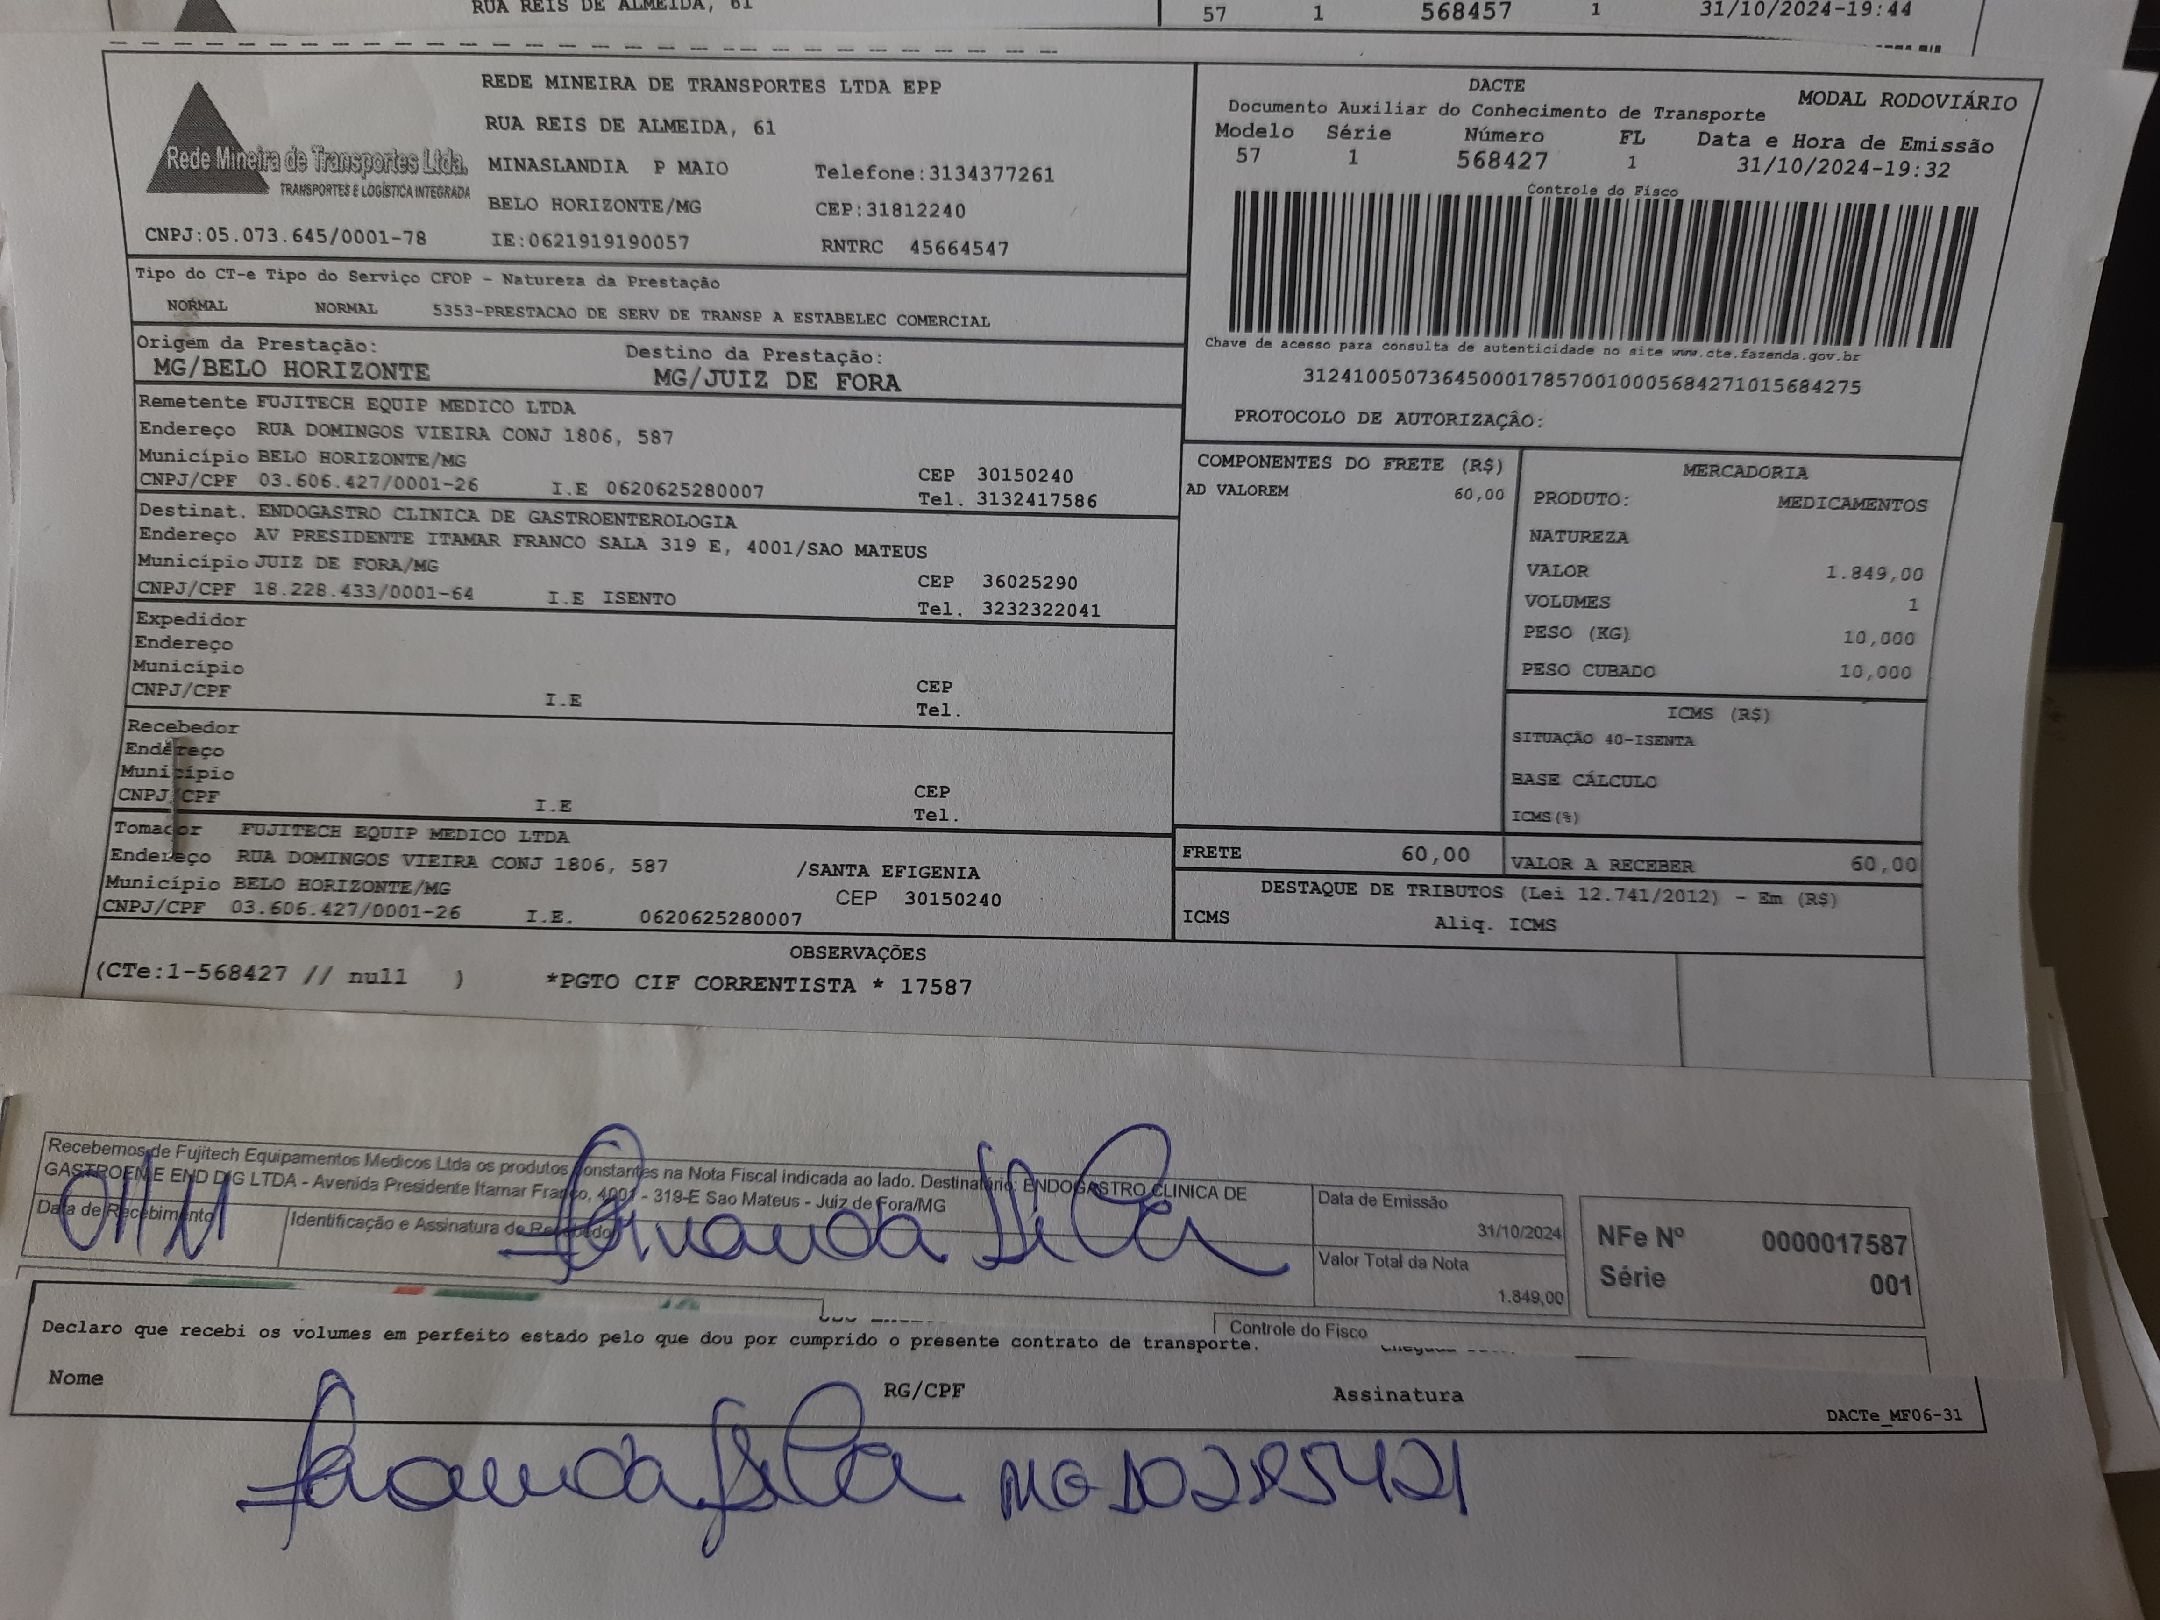 RUA REIS DE ALMEIDA, 61
57 1 568457 1 31/10/2024-19:44
Rede Mineira de Transportes Ltda.
TRANSPORTES E LOGÍSTICA INTEGRADA
CNPJ:05.073.645/0001-78
REDE MINEIRA DE TRANSPORTES LTDA EPP
RUA REIS DE ALMEIDA, 61
MINASLANDIA P MAIO Telefone:3134377261
BELO HORIZONTE/MG CEP:31812240
IE:0621919190057 RNTRC 45664547
DACTE
Documento Auxiliar do Conhecimento de Transporte MODAL RODOVIÁRIO
Modelo Série Número FL Data e Hora de Emissão
57 1 568427 1 31/10/2024-19:32
Controle do Fisco
Chave de acesso para consulta de autenticidade no site www.cte.fazenda.gov.br
31241005073645000178570010005684271015684275
PROTOCOLO DE AUTORIZAÇÃO:
Tipo do CT-e Tipo do Serviço CFOP - Natureza da Prestação
NORMAL NORMAL 5353-PRESTACAO DE SERV DE TRANSP A ESTABELEC COMERCIAL
Origem da Prestação: Destino da Prestação:
MG/BELO HORIZONTE MG/JUIZ DE FORA
Remetente FUJITECH EQUIP MEDICO LTDA
Endereço RUA DOMINGOS VIEIRA CONJ 1806, 587
Município BELO HORIZONTE/MG CEP 30150240
CNPJ/CPF 03.606.427/0001-26 I.E 0620625280007 Tel. 3132417586
Destinat. ENDOGASTRO CLINICA DE GASTROENTEROLOGIA
Endereço AV PRESIDENTE ITAMAR FRANCO SALA 319 E, 4001/SAO MATEUS
Município JUIZ DE FORA/MG CEP 36025290
CNPJ/CPF 18.228.433/0001-64 I.E ISENTO Tel. 3232322041
Expedidor
Endereço
Município CEP
CNPJ/CPF I.E Tel.
Recebedor
Endereço
Município CEP
CNPJ/CPF I.E Tel.
Tomador FUJITECH EQUIP MEDICO LTDA
Endereço RUA DOMINGOS VIEIRA CONJ 1806, 587 /SANTA EFIGENIA
Município BELO HORIZONTE/MG CEP 30150240
CNPJ/CPF 03.606.427/0001-26 I.E. 0620625280007
COMPONENTES DO FRETE (R$)
AD VALOREM 60,00
MERCADORIA
PRODUTO: MEDICAMENTOS
NATUREZA
VALOR 1.849,00
VOLUMES 1
PESO (KG) 10,000
PESO CUBADO 10,000
ICMS (R$)
SITUAÇÃO 40-ISENTA
BASE CÁLCULO
ICMS(%)
FRETE 60,00 VALOR A RECEBER 60,00
DESTAQUE DE TRIBUTOS (Lei 12.741/2012) - Em (R$)
ICMS Aliq. ICMS
OBSERVAÇÕES
(CTe:1-568427 // null ) *PGTO CIF CORRENTISTA * 17587
Recebemos de Fujitech Equipamentos Medicos Ltda os produtos constantes na Nota Fiscal indicada ao lado. Destinatário: ENDOGASTRO CLINICA DE
GASTROEN E END DIG LTDA - Avenida Presidente Itamar Franco, 4001 - 319-E Sao Mateus - Juiz de Fora/MG
Data de Recebimento Identificação e Assinatura do Recebedor
01/11 Fernanda Silva
Data de Emissão
31/10/2024
Valor Total da Nota
1.849,00
NFe Nº 0000017587
Série 001
Controle do Fisco
Declaro que recebi os volumes em perfeito estado pelo que dou por cumprido o presente contrato de transporte.
Nome RG/CPF Assinatura
DACTe_MF06-31
Fernanda Silva MG